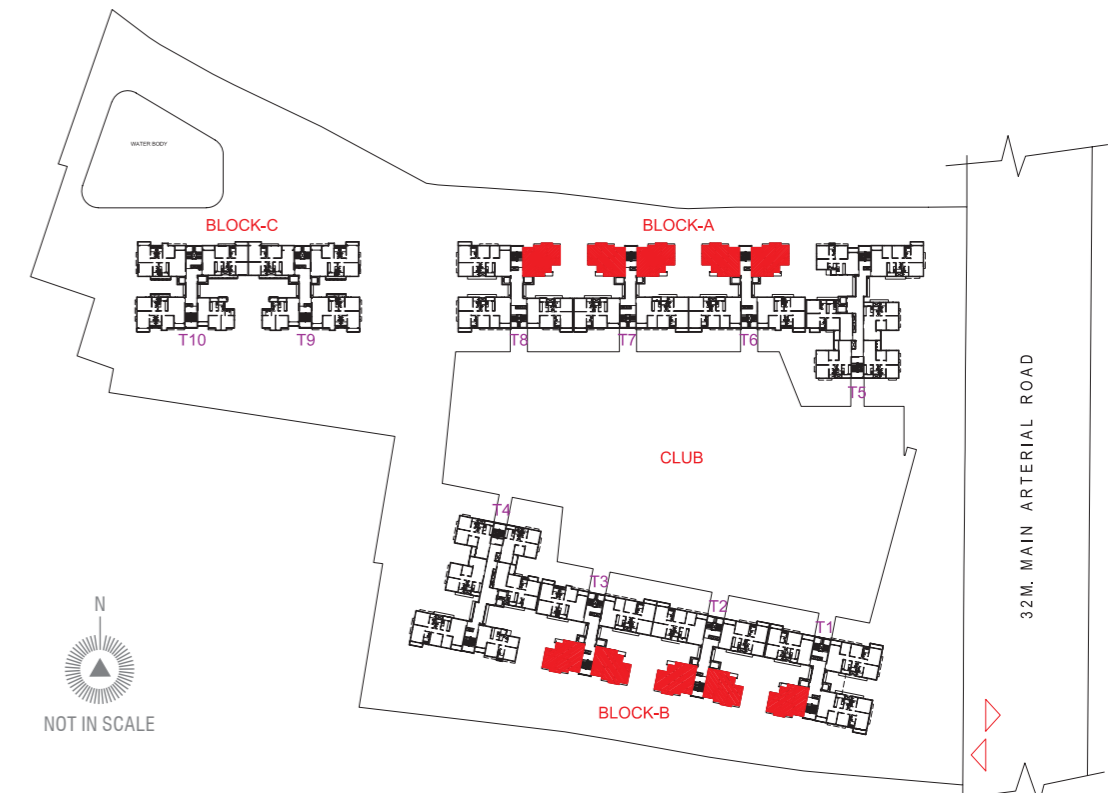 WATER BODY
BLOCK-C
BLOCK-A
T10
T9
T8
T7
T6
T5
CLUB
32M. MAIN ARTERIAL ROAD
T4
T3
T2
T1
N
NOT IN SCALE
BLOCK-B